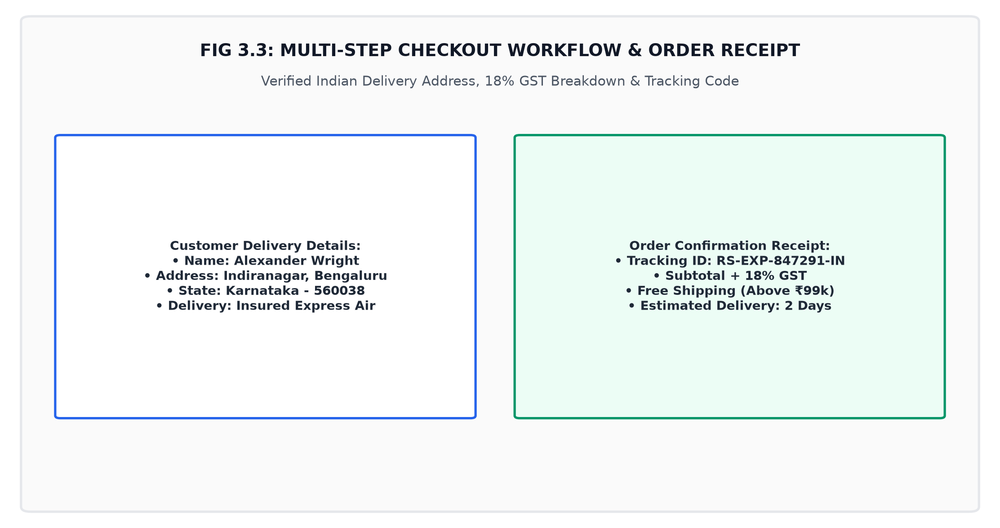 FIG 3.3: MULTI-STEP CHECKOUT WORKFLOW & ORDER RECEIPT
Verified Indian Delivery Address, 18% GST Breakdown & Tracking Code
Customer Delivery Details:
• Name: Alexander Wright
• Address: Indiranagar, Bengaluru
• State: Karnataka - 560038
• Delivery: Insured Express Air
Order Confirmation Receipt:
• Tracking ID: RS-EXP-847291-IN
• Subtotal + 18% GST
• Free Shipping (Above ₹99k)
• Estimated Delivery: 2 Days